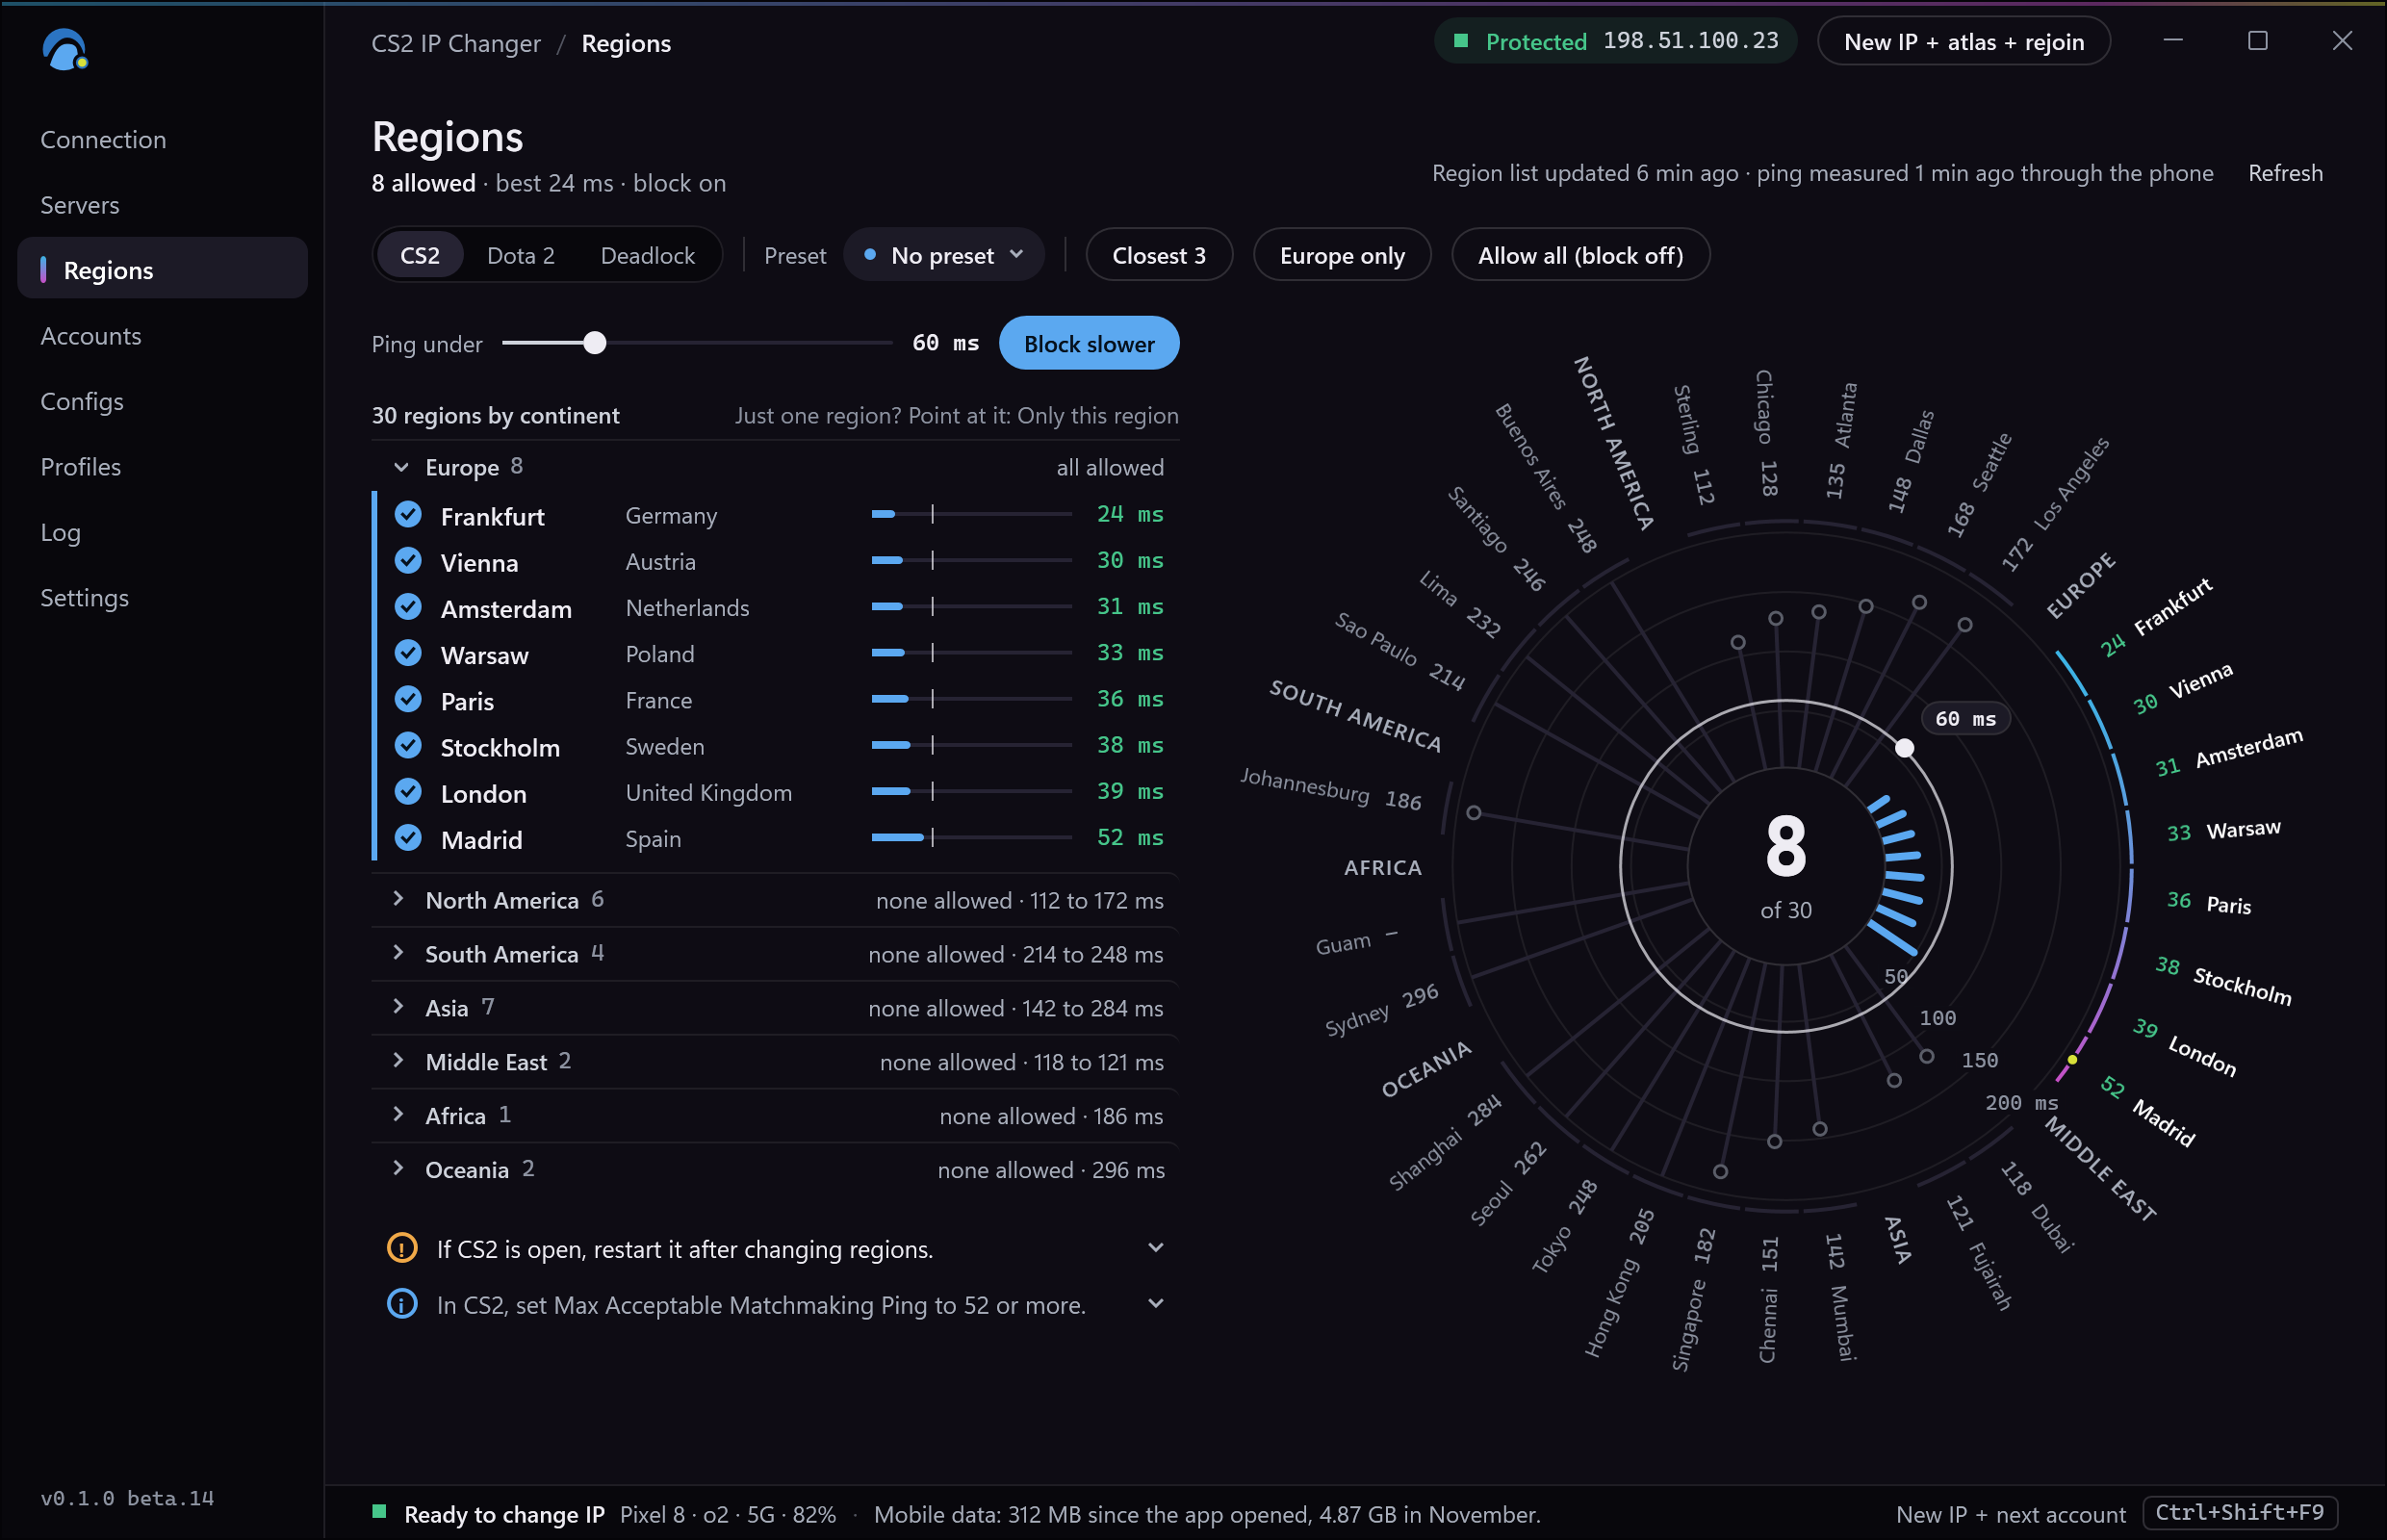 CS2 IP Changer / Regions
Protected 198.51.100.23
New IP + atlas + rejoin
Connection
Servers
Regions
Accounts
Configs
Profiles
Log
Settings
v0.1.0 beta.14
Regions
8 allowed · best 24 ms · block on
Region list updated 6 min ago · ping measured 1 min ago through the phone
Refresh
CS2 Dota 2 Deadlock
Preset No preset
Closest 3
Europe only
Allow all (block off)
Ping under 60 ms
Block slower
30 regions by continent
Just one region? Point at it: Only this region
Europe 8 all allowed
Frankfurt Germany 24 ms
Vienna Austria 30 ms
Amsterdam Netherlands 31 ms
Warsaw Poland 33 ms
Paris France 36 ms
Stockholm Sweden 38 ms
London United Kingdom 39 ms
Madrid Spain 52 ms
North America 6 none allowed · 112 to 172 ms
South America 4 none allowed · 214 to 248 ms
Asia 7 none allowed · 142 to 284 ms
Middle East 2 none allowed · 118 to 121 ms
Africa 1 none allowed · 186 ms
Oceania 2 none allowed · 296 ms
If CS2 is open, restart it after changing regions.
In CS2, set Max Acceptable Matchmaking Ping to 52 or more.
NORTH AMERICA
Sterling 112
Chicago 128
135 Atlanta
148 Dallas
168 Seattle
172 Los Angeles
EUROPE
24 Frankfurt
30 Vienna
31 Amsterdam
33 Warsaw
36 Paris
38 Stockholm
39 London
52 Madrid
MIDDLE EAST
118 Dubai
121 Fujairah
ASIA
142 Mumbai
Chennai 151
Singapore 182
Hong Kong 205
Tokyo 248
Seoul 262
Shanghai 284
OCEANIA
Sydney 296
Guam –
AFRICA
Johannesburg 186
SOUTH AMERICA
Sao Paulo 214
Lima 232
Santiago 246
Buenos Aires 248
60 ms
8
of 30
50
100
150
200 ms
Ready to change IP Pixel 8 · o2 · 5G · 82% · Mobile data: 312 MB since the app opened, 4.87 GB in November.
New IP + next account Ctrl+Shift+F9